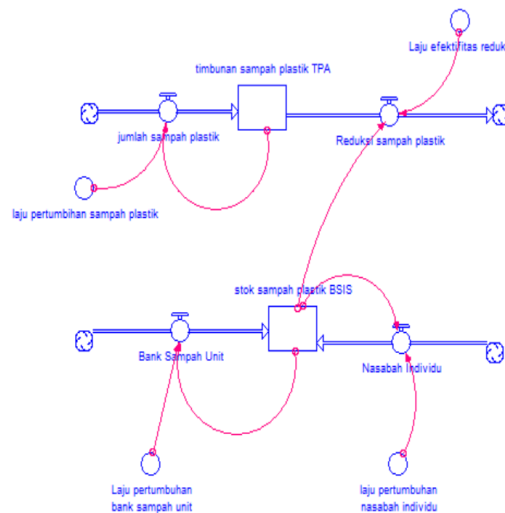 Laju efektifitas reduk
timbunan sampah plastik TPA
jumlah sampah plastik
Reduksi sampah plastik
laju pertumbihan sampah plastik
stok sampah plastik BSIS
Bank Sampah Unit
Nasabah Individu
Laju pertumbuhan
bank sampah unit
laju pertumbuhan
nasabah individu